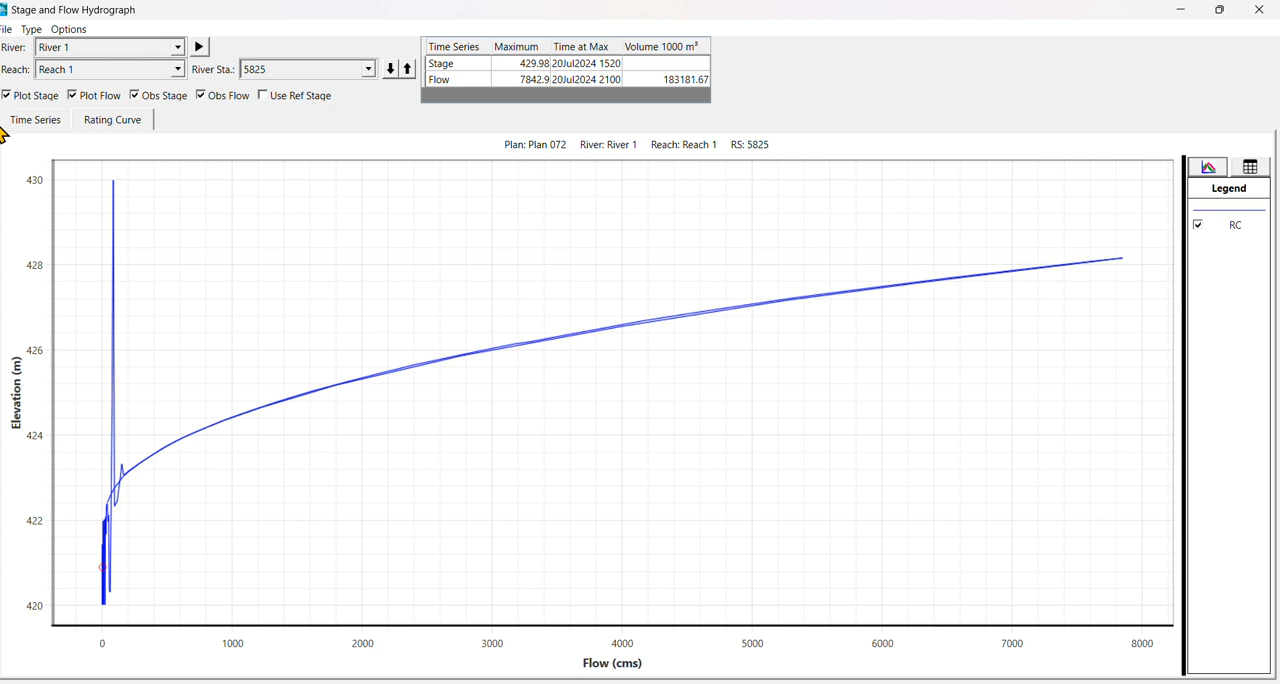 Stage and Flow Hydrograph
File Type Options
River: River 1
Reach: Reach 1 River Sta.: 5825
Time Series Maximum Time at Max Volume 1000 m³
Stage 429.98 20Jul2024 1520
Flow 7842.9 20Jul2024 2100 183181.67
Plot Stage Plot Flow Obs Stage Obs Flow Use Ref Stage
Time Series Rating Curve
Plan: Plan 072 River: River 1 Reach: Reach 1 RS: 5825
Legend
RC
Elevation (m)
430
428
426
424
422
420
0 1000 2000 3000 4000 5000 6000 7000 8000
Flow (cms)